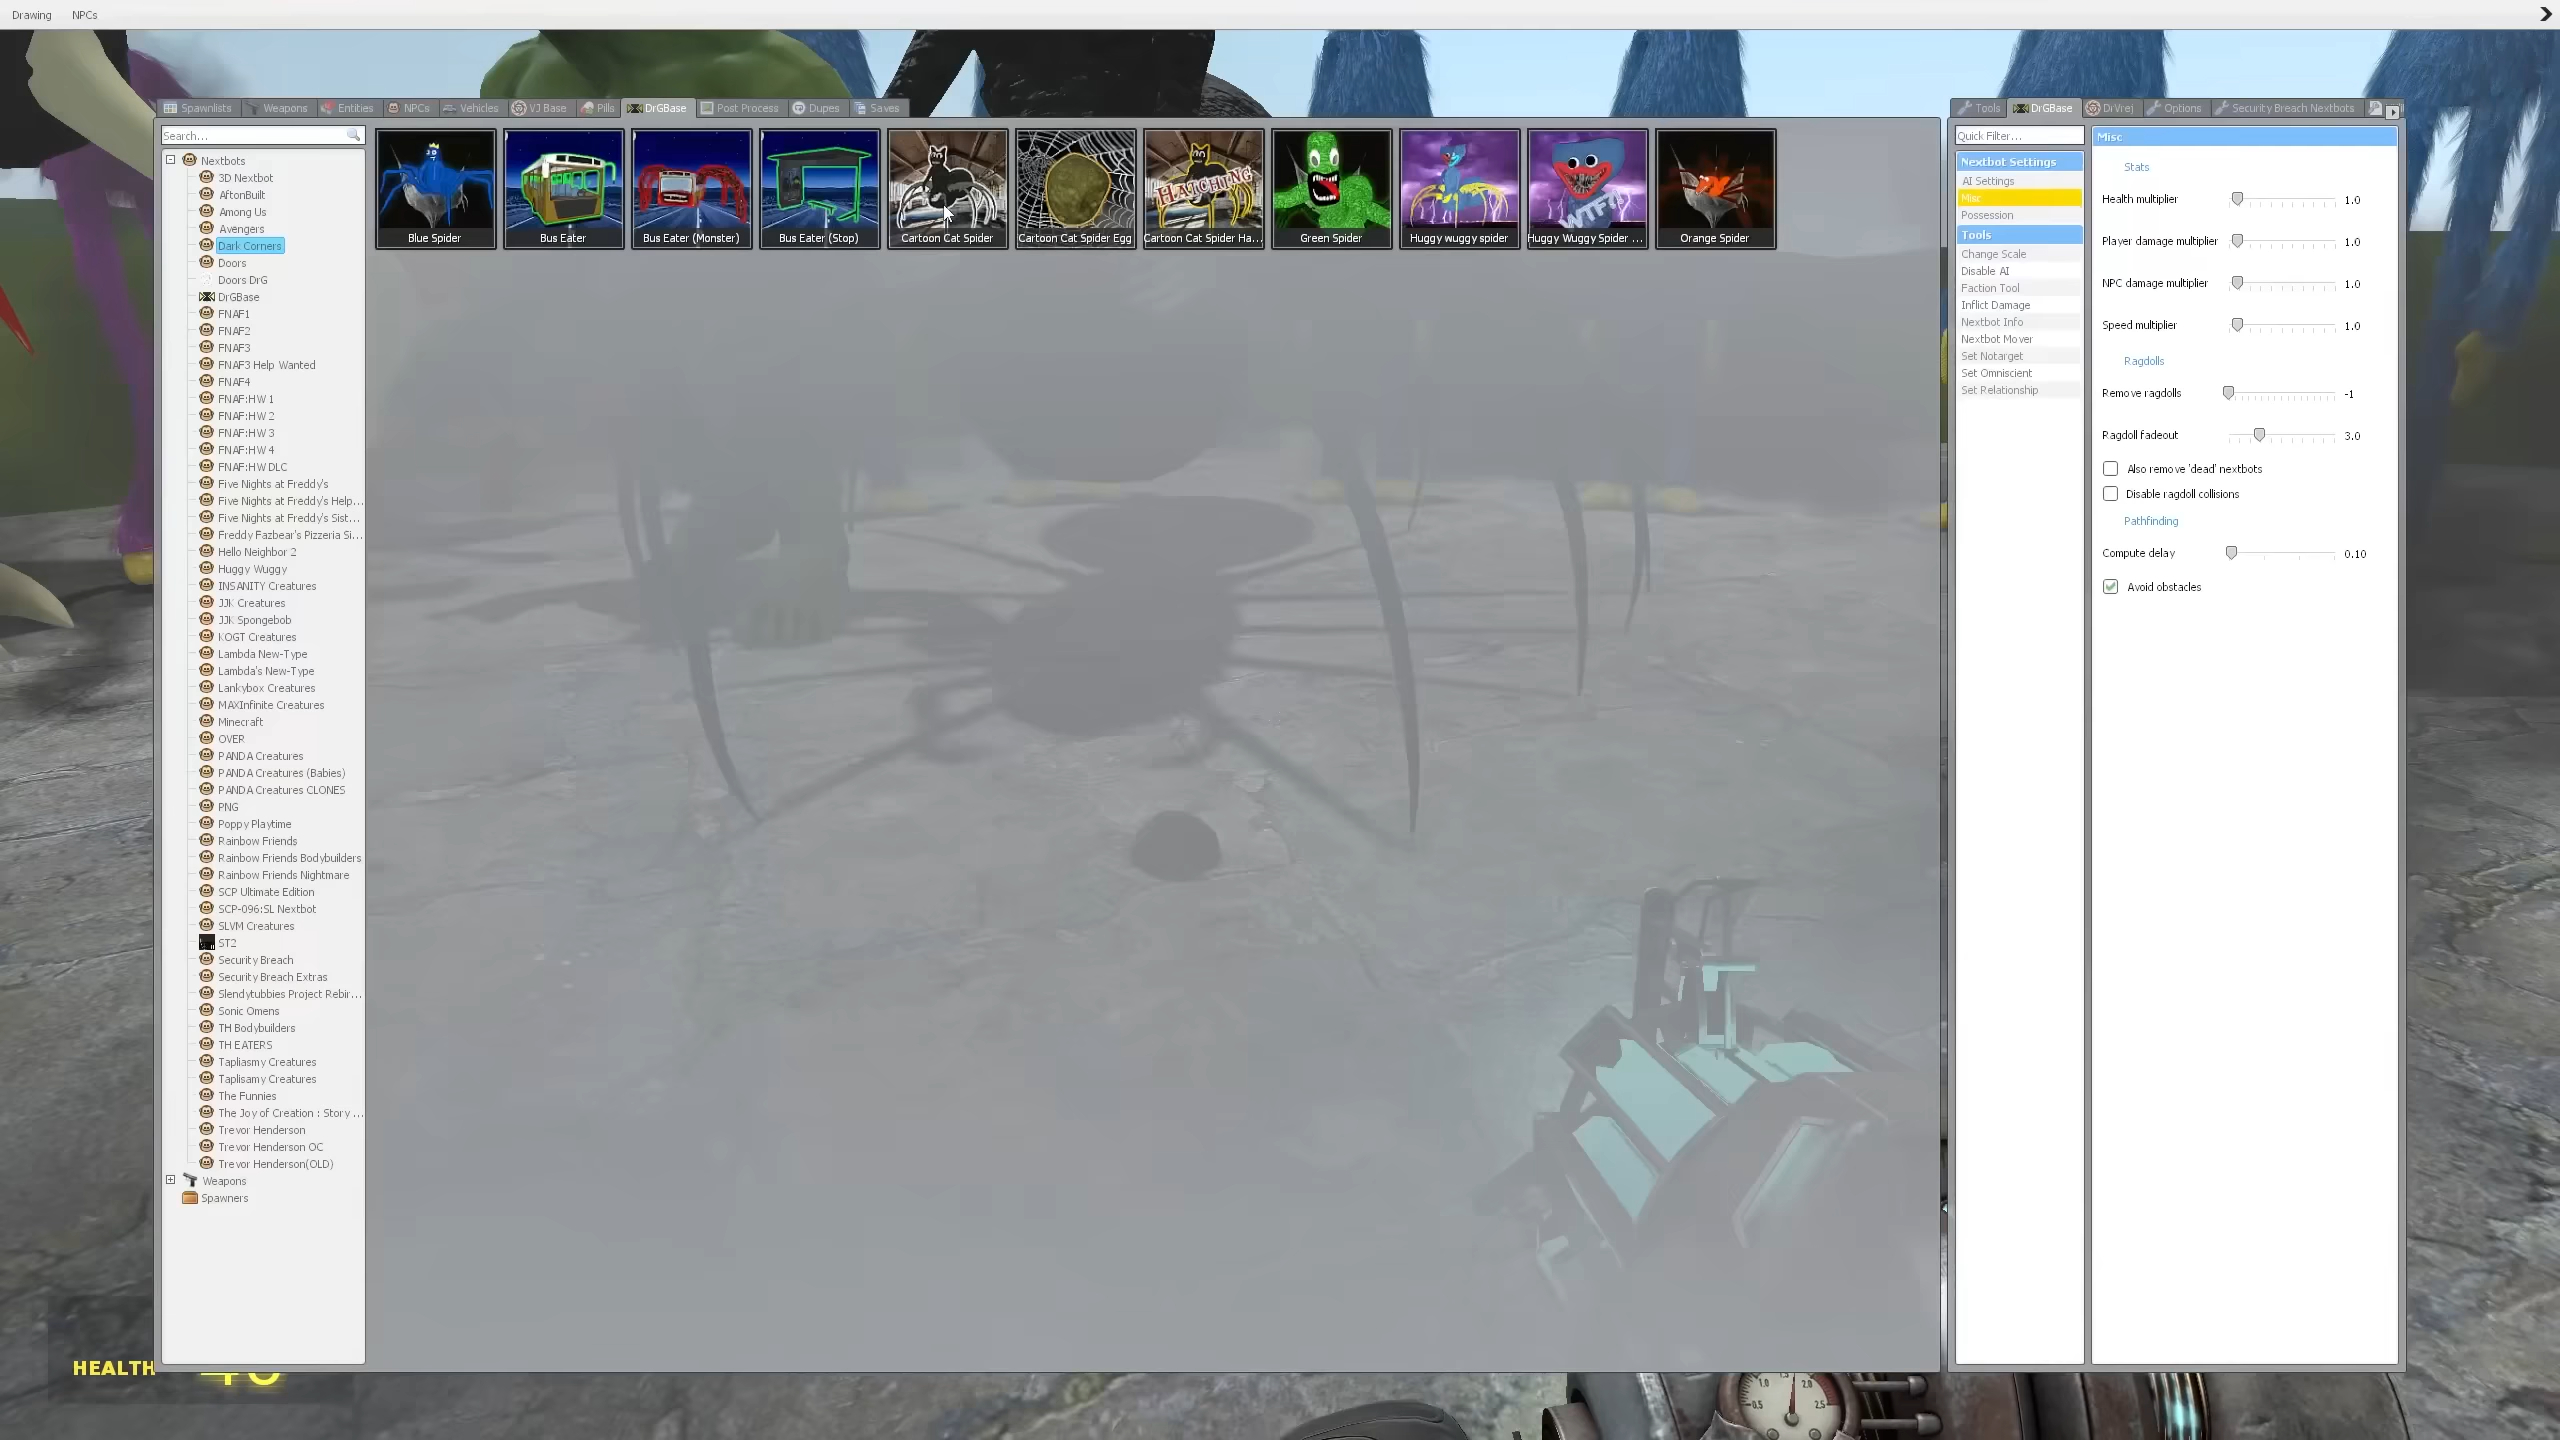 Drawing NPCs
Spawnlists Weapons Entities NPCs Vehicles VJ Base Pills DrGBase Post Process Dupes Saves
Search...
Nextbots
3D Nextbot
AftonBuilt
Among Us
Avengers
Dark Corners
Doors
Doors DrG
DrGBase
FNAF1
FNAF2
FNAF3
FNAF3 Help Wanted
FNAF4
FNAF:HW 1
FNAF:HW 2
FNAF:HW 3
FNAF:HW 4
FNAF:HW DLC
Five Nights at Freddy's
Five Nights at Freddy's Help...
Five Nights at Freddy's Sist...
Freddy Fazbear's Pizzeria Si...
Hello Neighbor 2
Huggy Wuggy
INSANITY Creatures
JJK Creatures
JJK Spongebob
KOGT Creatures
Lambda New-Type
Lambda's New-Type
Lankybox Creatures
MAXInfinite Creatures
Minecraft
OVER
PANDA Creatures
PANDA Creatures (Babies)
PANDA Creatures CLONES
PNG
Poppy Playtime
Rainbow Friends
Rainbow Friends Bodybuilders
Rainbow Friends Nightmare
SCP Ultimate Edition
SCP-096:SL Nextbot
SLVM Creatures
ST2
Security Breach
Security Breach Extras
Slendytubbies Project Rebir...
Sonic Omens
TH Bodybuilders
TH EATERS
Tapliasmy Creatures
Taplisamy Creatures
The Funnies
The Joy of Creation : Story ...
Trevor Henderson
Trevor Henderson OC
Trevor Henderson(OLD)
Weapons
Spawners
HATCHING
WTF!!
Blue Spider Bus Eater Bus Eater (Monster) Bus Eater (Stop) Cartoon Cat Spider Cartoon Cat Spider Egg Cartoon Cat Spider Ha... Green Spider Huggy wuggy spider Huggy Wuggy Spider ... Orange Spider
Tools DrGBase DrVrej Options Security Breach Nextbots
Quick Filter...
Nextbot Settings
AI Settings
Misc
Possession
Tools
Change Scale
Disable AI
Faction Tool
Inflict Damage
Nextbot Info
Nextbot Mover
Set Notarget
Set Omniscient
Set Relationship
Misc
Stats
Health multiplier 1.0
Player damage multiplier 1.0
NPC damage multiplier 1.0
Speed multiplier 1.0
Ragdolls
Remove ragdolls -1
Ragdoll fadeout 3.0
Also remove 'dead' nextbots
Disable ragdoll collisions
Pathfinding
Compute delay 0.10
Avoid obstacles
HEALTH
0.5 1.0 2.0 2.5